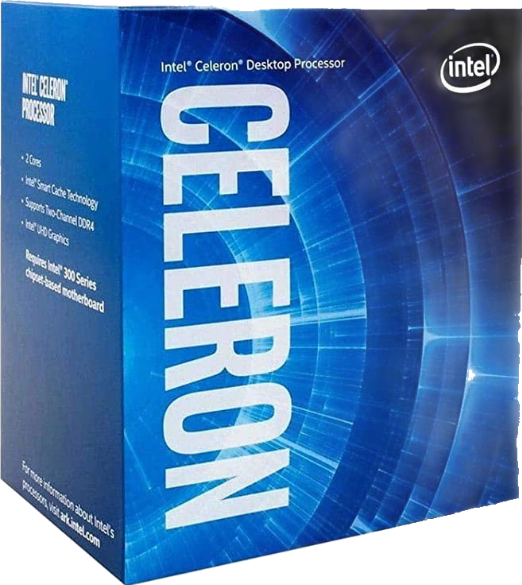 INTEL® CELERON®
PROCESSOR
• 2 Cores
• Intel® Smart Cache Technology
• Supports Two-Channel DDR4
• Intel® UHD Graphics
Requires Intel® 300 Series
chipset-based motherboard
For more information about Intel's
processors, visit ark.intel.com
Intel® Celeron® Desktop Processor
intel
CELERON